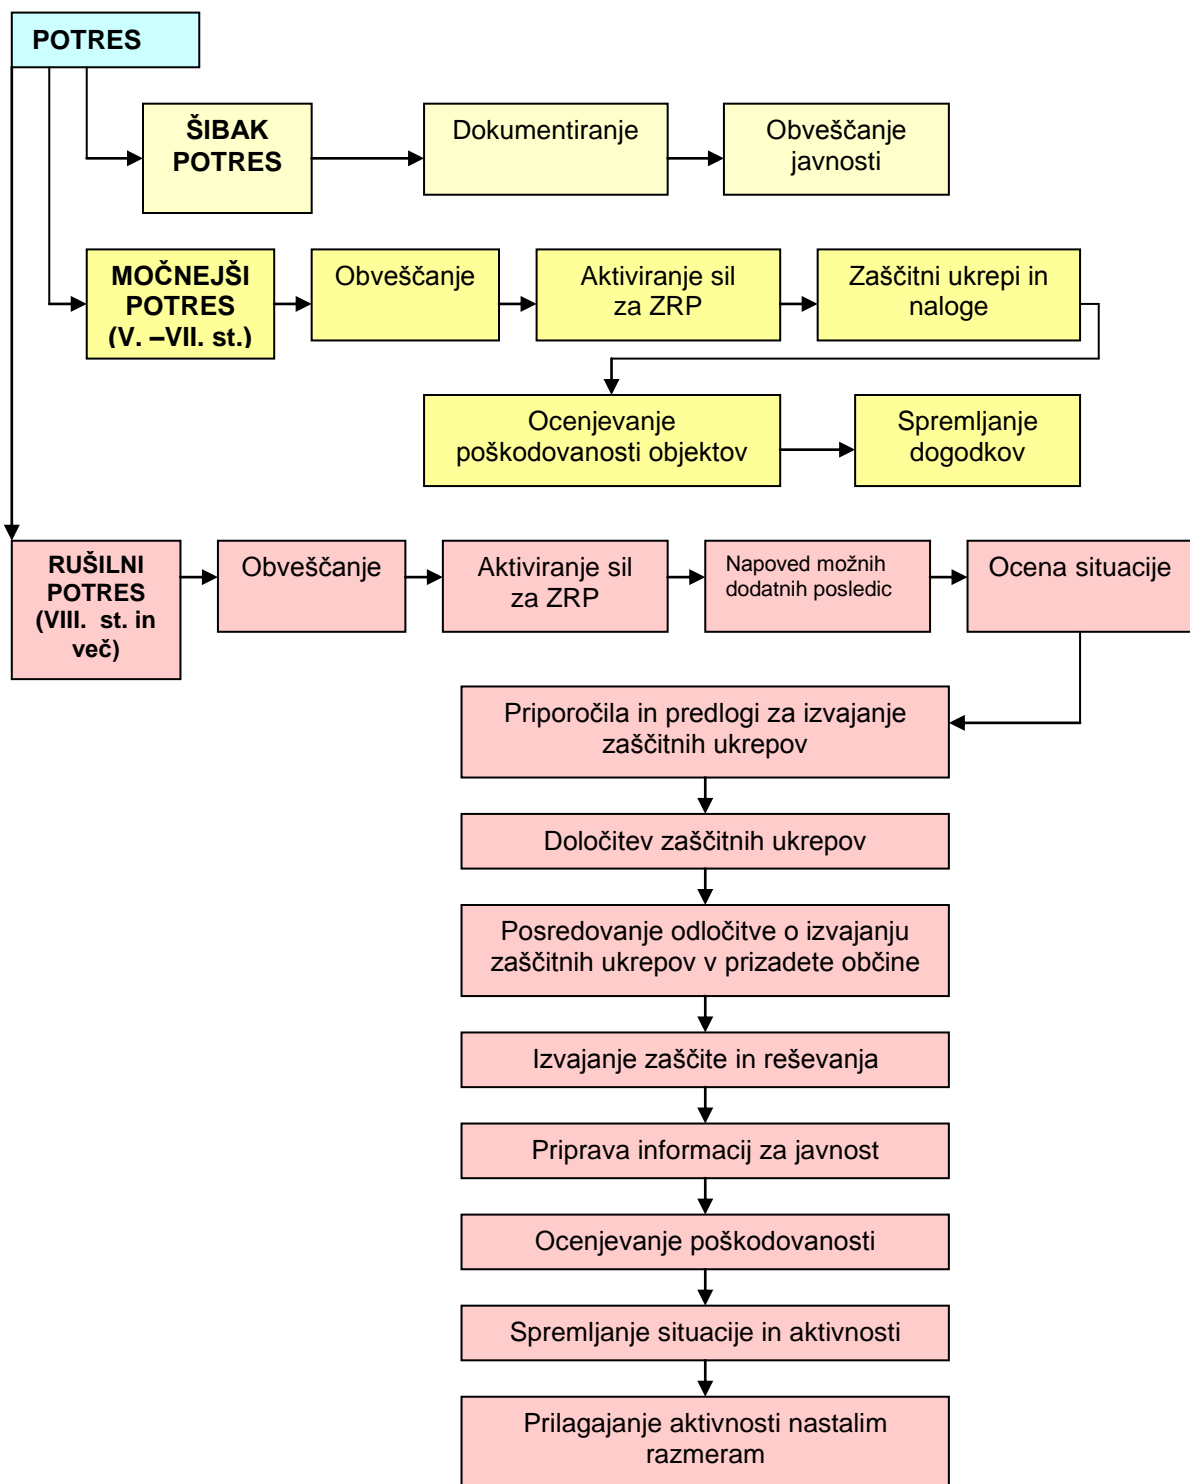 POTRES
ŠIBAK
POTRES
Dokumentiranje
Obveščanje
javnosti
MOČNEJŠI
POTRES
(V. –VII. st.)
Obveščanje
Aktiviranje sil
za ZRP
Zaščitni ukrepi in
naloge
Ocenjevanje
poškodovanosti objektov
Spremljanje
dogodkov
RUŠILNI
POTRES
(VIII. st. in
več)
Obveščanje
Aktiviranje sil
za ZRP
Napoved možnih
dodatnih posledic
Ocena situacije
Priporočila in predlogi za izvajanje
zaščitnih ukrepov
Določitev zaščitnih ukrepov
Posredovanje odločitve o izvajanju
zaščitnih ukrepov v prizadete občine
Izvajanje zaščite in reševanja
Priprava informacij za javnost
Ocenjevanje poškodovanosti
Spremljanje situacije in aktivnosti
Prilagajanje aktivnosti nastalim
razmeram